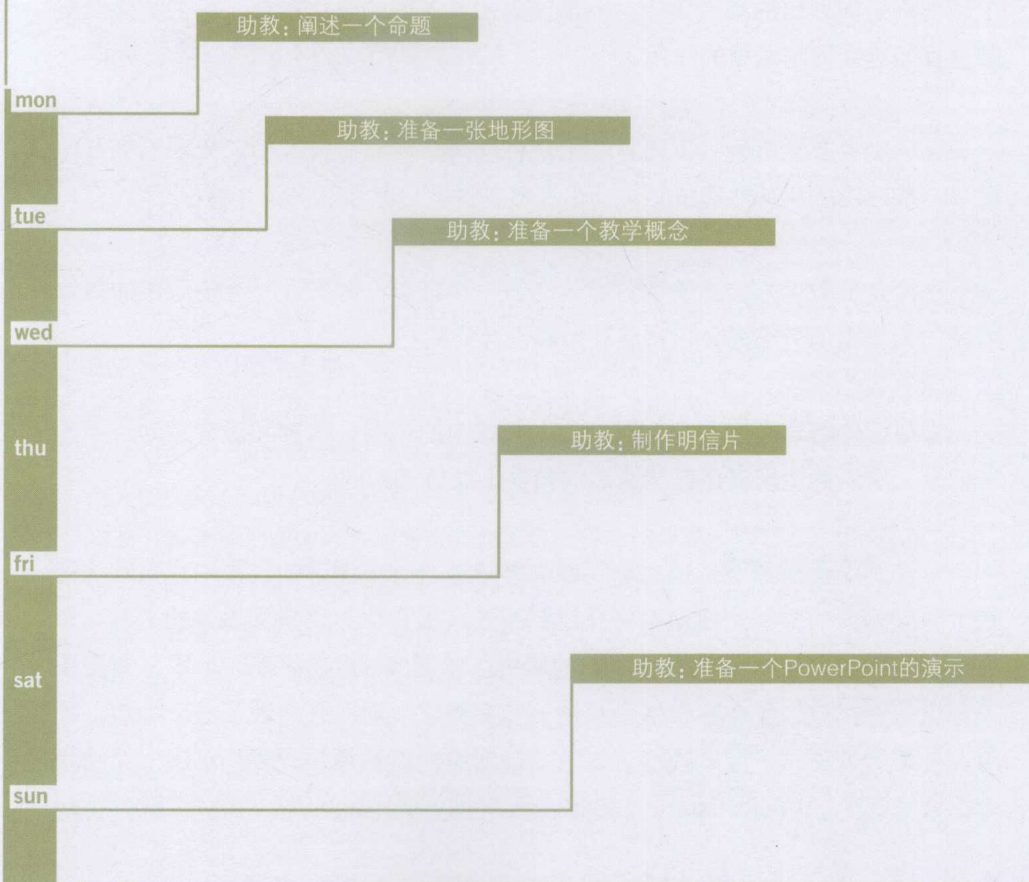 助教: 阐述一个命题
mon
助教: 准备一张地形图
tue
助教: 准备一个教学概念
wed
助教: 制作明信片
thu
fri
助教: 准备一个PowerPoint的演示
sat
sun